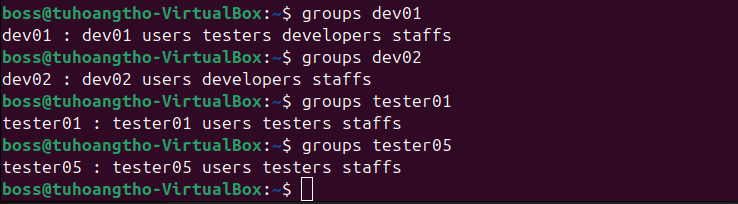 boss@tuhoangtho-VirtualBox:~$ groups dev01
dev01 : dev01 users testers developers staffs
boss@tuhoangtho-VirtualBox:~$ groups dev02
dev02 : dev02 users developers staffs
boss@tuhoangtho-VirtualBox:~$ groups tester01
tester01 : tester01 users testers staffs
boss@tuhoangtho-VirtualBox:~$ groups tester05
tester05 : tester05 users testers staffs
boss@tuhoangtho-VirtualBox:~$